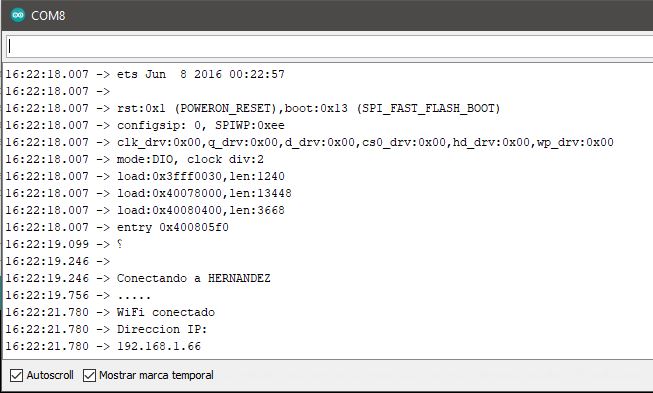 COM8
16:22:18.007 -> ets Jun  8 2016 00:22:57
16:22:18.007 ->
16:22:18.007 -> rst:0x1 (POWERON_RESET),boot:0x13 (SPI_FAST_FLASH_BOOT)
16:22:18.007 -> configsip: 0, SPIWP:0xee
16:22:18.007 -> clk_drv:0x00,q_drv:0x00,d_drv:0x00,cs0_drv:0x00,hd_drv:0x00,wp_drv:0x00
16:22:18.007 -> mode:DIO, clock div:2
16:22:18.007 -> load:0x3fff0030,len:1240
16:22:18.007 -> load:0x40078000,len:13448
16:22:18.007 -> load:0x40080400,len:3668
16:22:18.007 -> entry 0x400805f0
16:22:19.099 -> ⸮
16:22:19.246 ->
16:22:19.246 -> Conectando a HERNANDEZ
16:22:19.756 -> .....
16:22:21.780 -> WiFi conectado
16:22:21.780 -> Direccion IP:
16:22:21.780 -> 192.168.1.66
Autoscroll Mostrar marca temporal